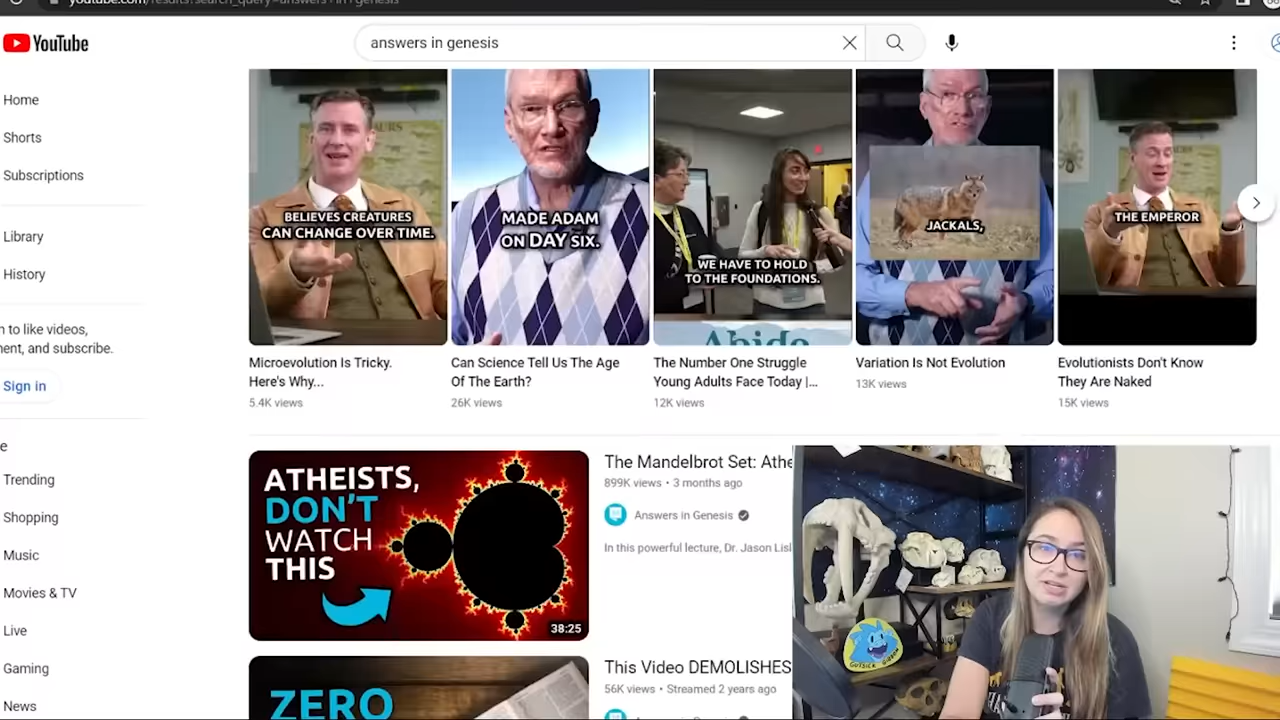 YouTube
answers in genesis
Home
Shorts
Subscriptions
Library
History
to like videos,
and subscribe.
Sign in
Trending
Shopping
Music
Movies & TV
Live
Gaming
News
BELIEVES CREATURES
CAN CHANGE OVER TIME.
MADE ADAM
ON DAY SIX.
WE HAVE TO HOLD
TO THE FOUNDATIONS.
Abide
JACKALS,
THE EMPEROR
Microevolution Is Tricky.
Here's Why...
5.4K views
Can Science Tell Us The Age
Of The Earth?
26K views
The Number One Struggle
Young Adults Face Today |...
12K views
Variation Is Not Evolution
13K views
Evolutionists Don't Know
They Are Naked
15K views
ATHEISTS,
DON'T
WATCH
THIS
38:25
The Mandelbrot Set: Athe
899K views • 3 months ago
Answers in Genesis
In this powerful lecture, Dr. Jason Lisl
ZERO
This Video DEMOLISHES
56K views • Streamed 2 years ago
GUTSICK GIBBON